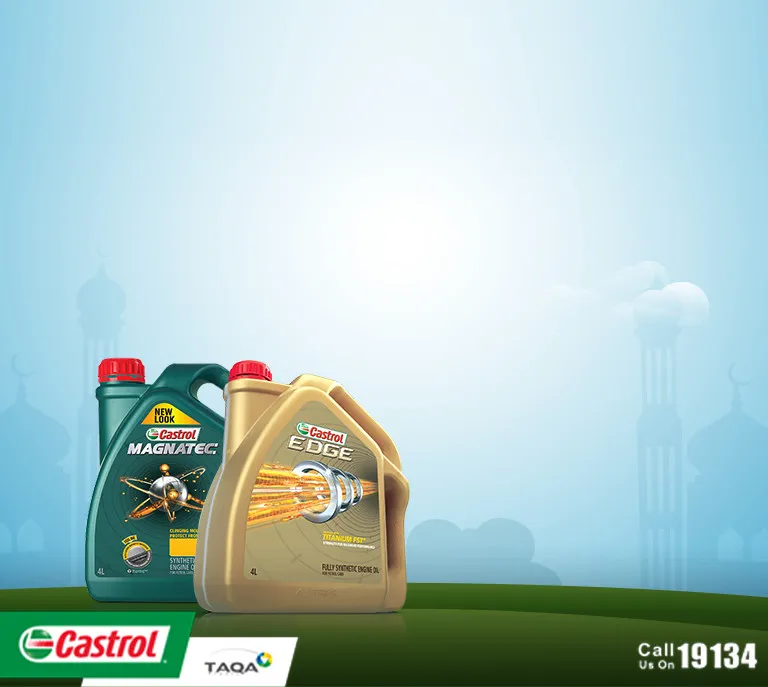 NEW
LOOK
Castrol
MAGNATEC
4L
Castrol
EDGE
TITANIUM FST
4L
FULLY SYNTHETIC ENGINE OIL
Castrol
TAQA
Call
Us On 19134